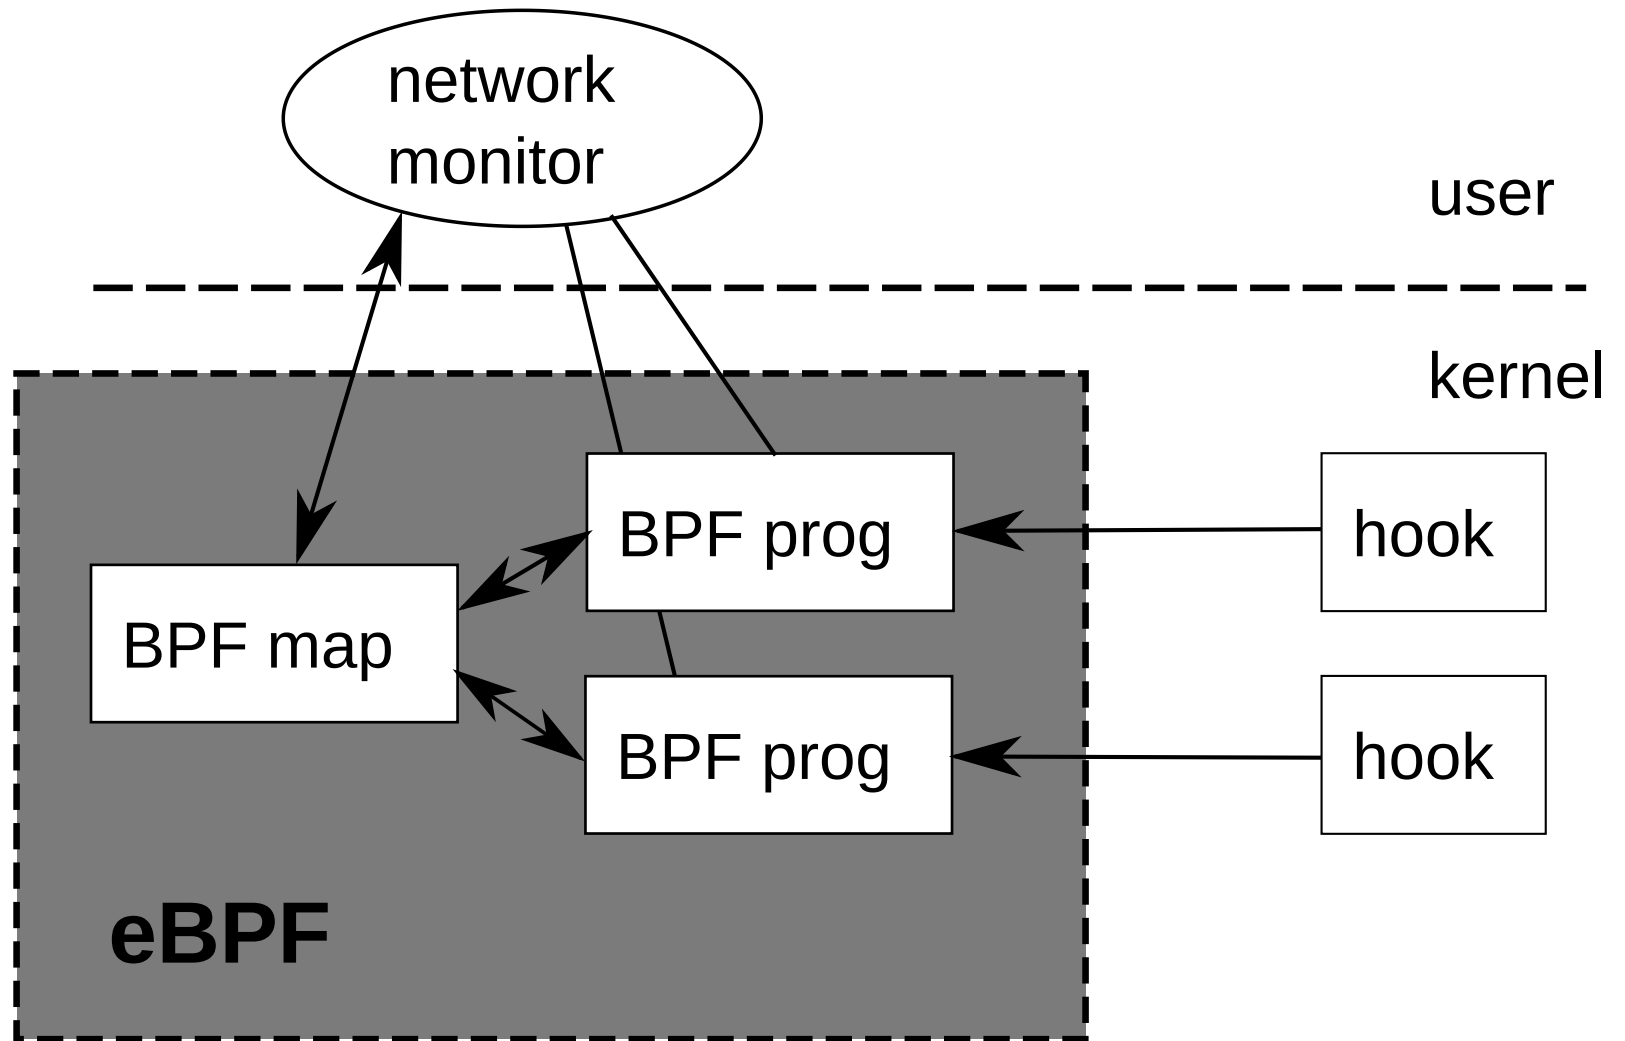 network
monitor
user
kernel
BPF prog
hook
BPF map
BPF prog
hook
eBPF